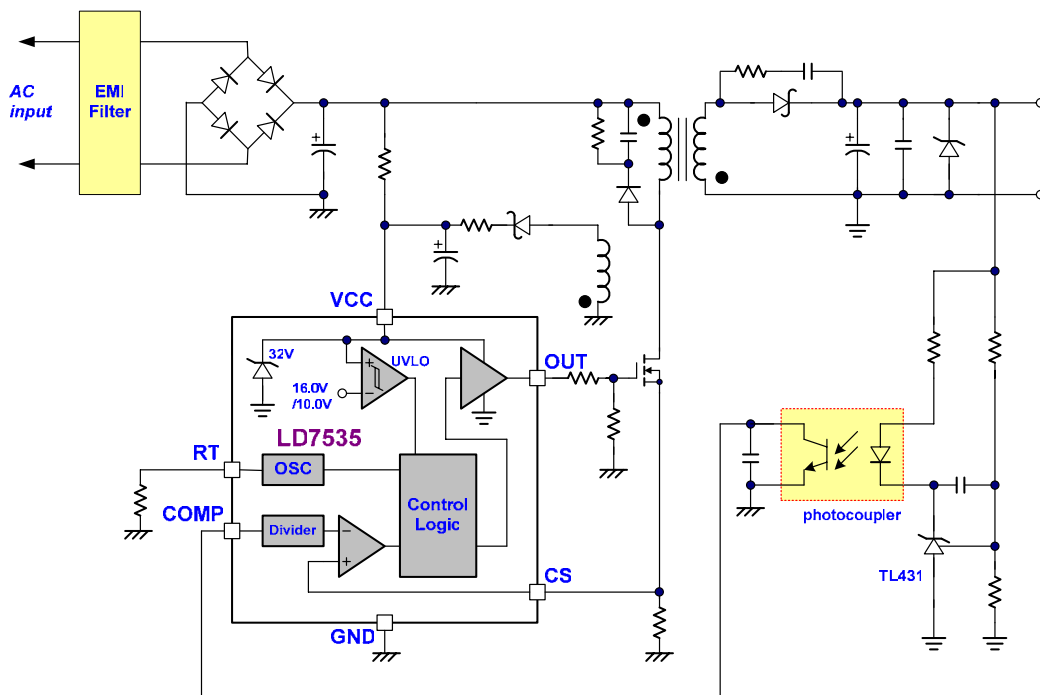 AC
input
EMI
Filter
+
+
+
VCC
32V
+
UVLO
16.0V
/10.0V
−
OUT
LD7535
RT
OSC
COMP
Divider
−
+
Control
Logic
CS
GND
photocoupler
TL431